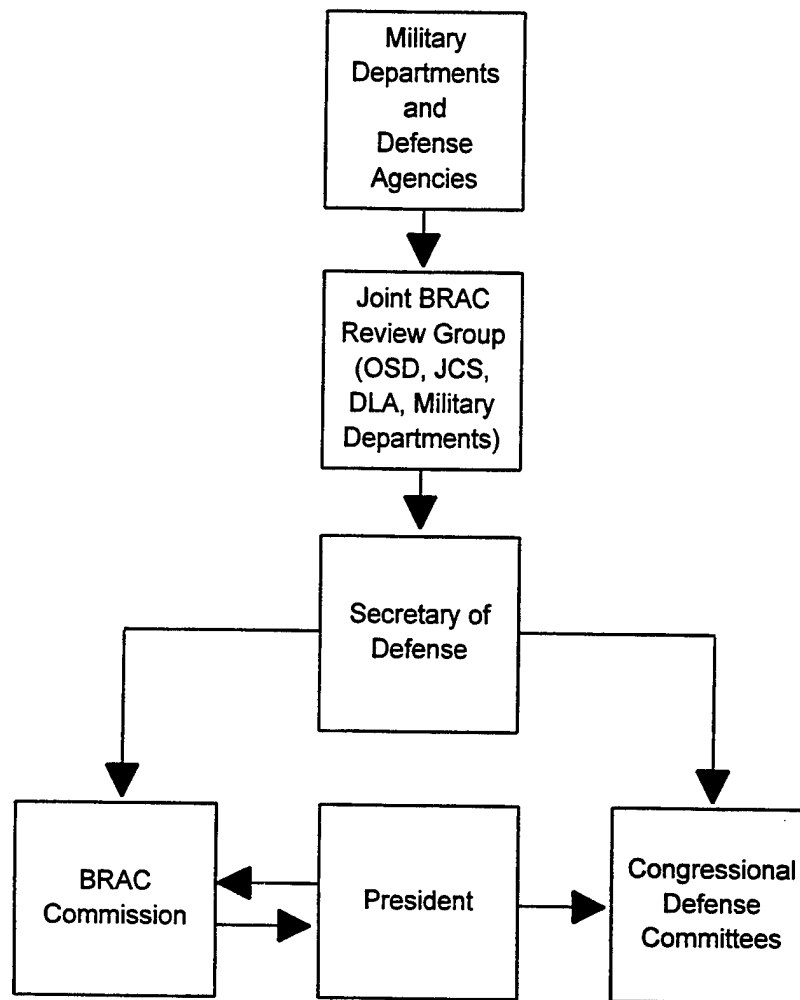 Military
Departments
and
Defense
Agencies
Joint BRAC
Review Group
(OSD, JCS,
DLA, Military
Departments)
Secretary of
Defense
BRAC
Commission
President
Congressional
Defense
Committees